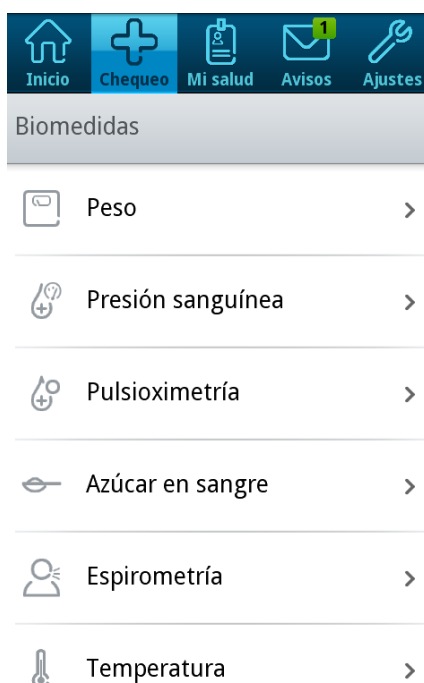 1
Inicio Chequeo Mi salud Avisos Ajustes
Biomedidas
Peso
Presión sanguínea
Pulsioximetría
Azúcar en sangre
Espirometría
Temperatura